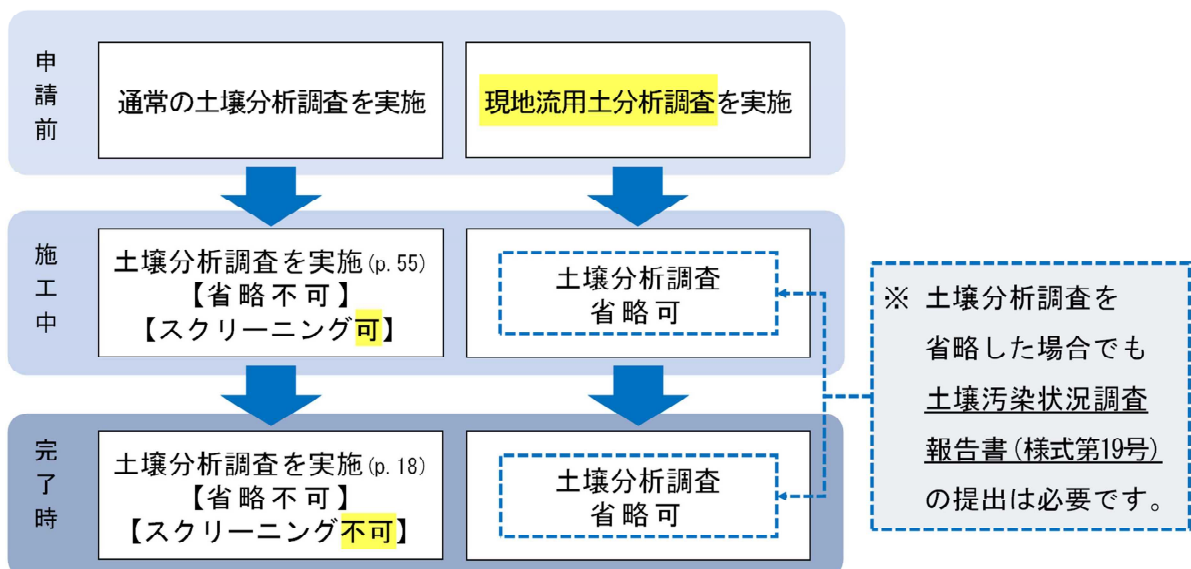 申請前
通常の土壌分析調査を実施
現地流用土分析調査を実施
施工中
土壌分析調査を実施(p.55)
【省略不可】
【スクリーニング可】
土壌分析調査
省略可
完了時
土壌分析調査を実施(p.18)
【省略不可】
【スクリーニング不可】
土壌分析調査
省略可
※ 土壌分析調査を
省略した場合でも
土壌汚染状況調査
報告書(様式第19号)
の提出は必要です。